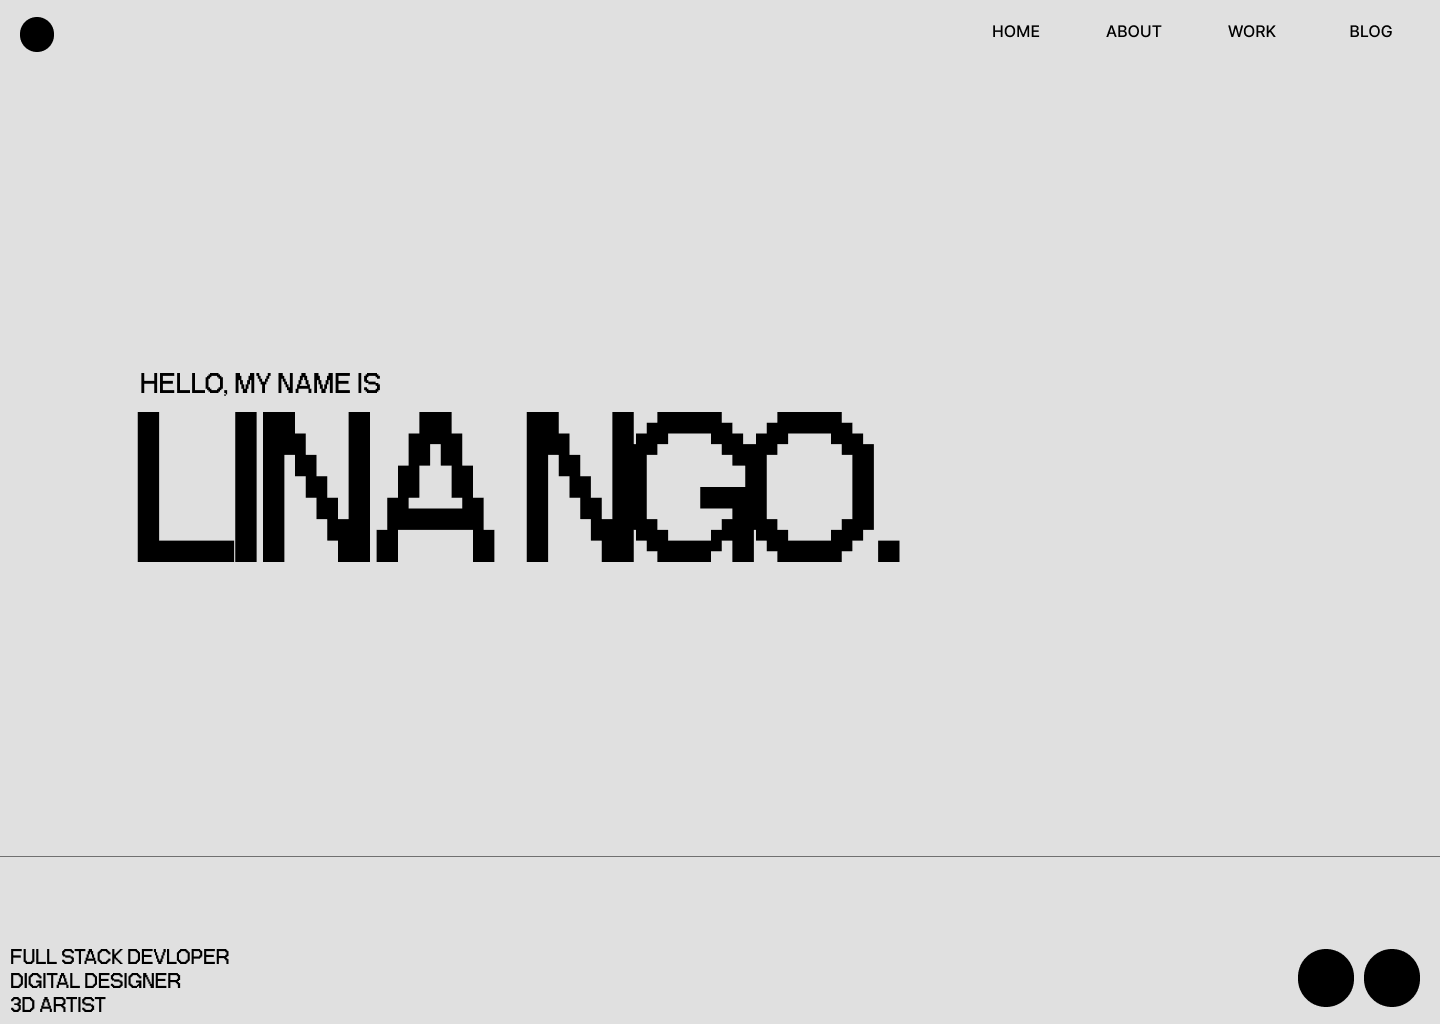 HOME ABOUT WORK BLOG
HELLO, MY NAME IS
LINA NGO.
FULL STACK DEVLOPER
DIGITAL DESIGNER
3D ARTIST